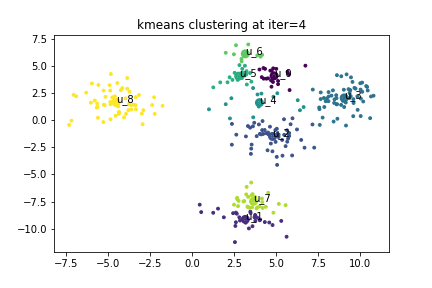 kmeans clustering at iter=4
7.5
5.0
2.5
0.0
−2.5
−5.0
−7.5
−10.0
u_6
u_5
u_0
u_8
u_4
u_3
u_2
u_7
u_1
−7.5 −5.0 −2.5 0.0 2.5 5.0 7.5 10.0